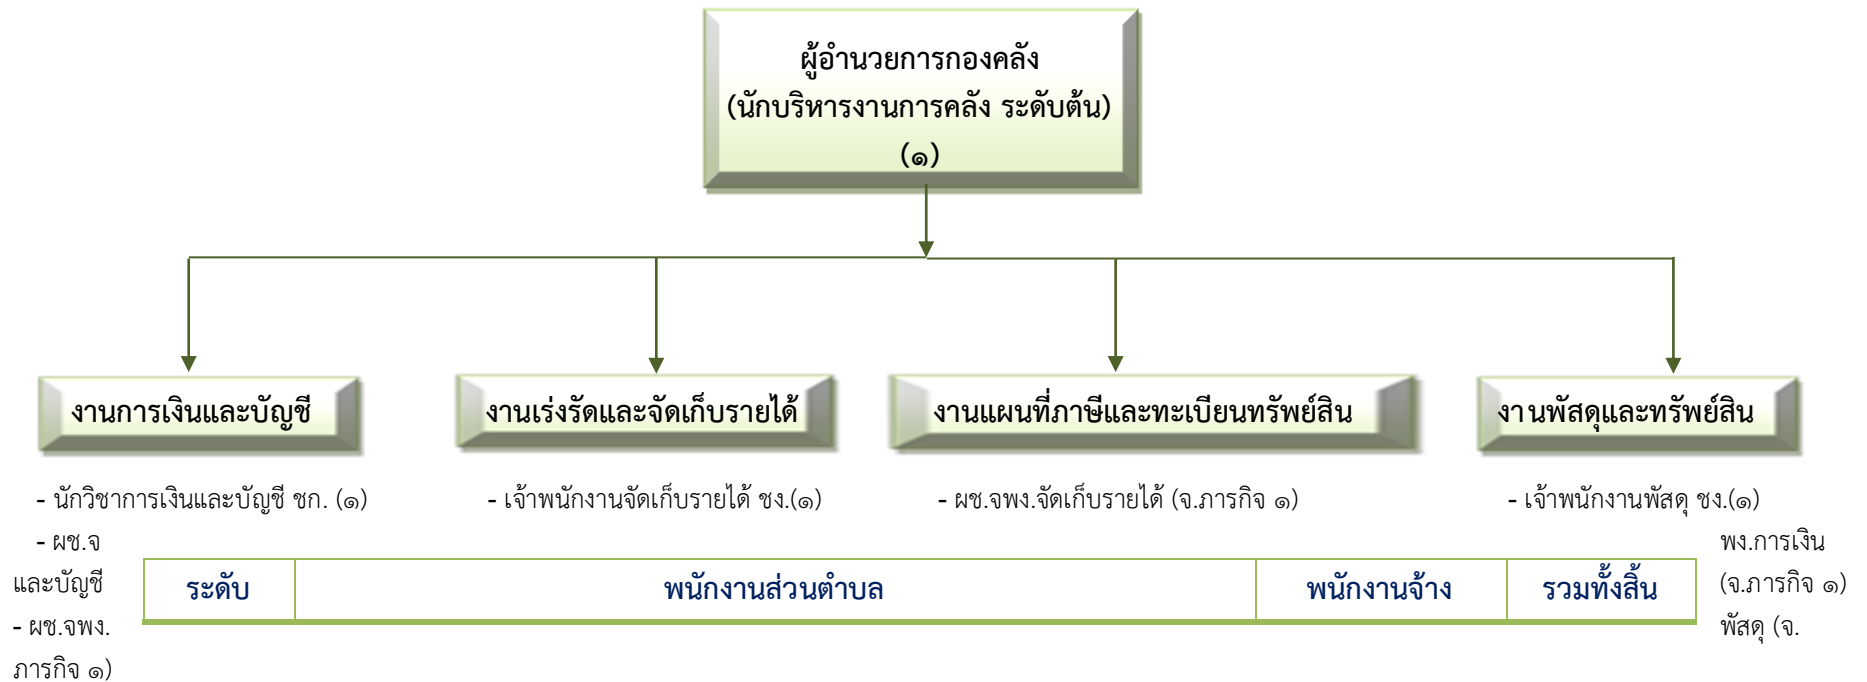 ผู้อำนวยการกองคลัง
(นักบริหารงานการคลัง ระดับต้น)
(๑)
งานการเงินและบัญชี
งานเร่งรัดและจัดเก็บรายได้
งานแผนที่ภาษีและทะเบียนทรัพย์สิน
งานพัสดุและทรัพย์สิน
- นักวิชาการเงินและบัญชี ชก. (๑)
- เจ้าพนักงานจัดเก็บรายได้ ชง.(๑)
- ผช.จพง.จัดเก็บรายได้ (จ.ภารกิจ ๑)
- เจ้าพนักงานพัสดุ ชง.(๑)
- ผช.จ
พง.การเงิน
และบัญชี
(จ.ภารกิจ ๑)
- ผช.จพง.
พัสดุ (จ.
ภารกิจ ๑)
ระดับ
พนักงานส่วนตำบล
พนักงานจ้าง
รวมทั้งสิ้น